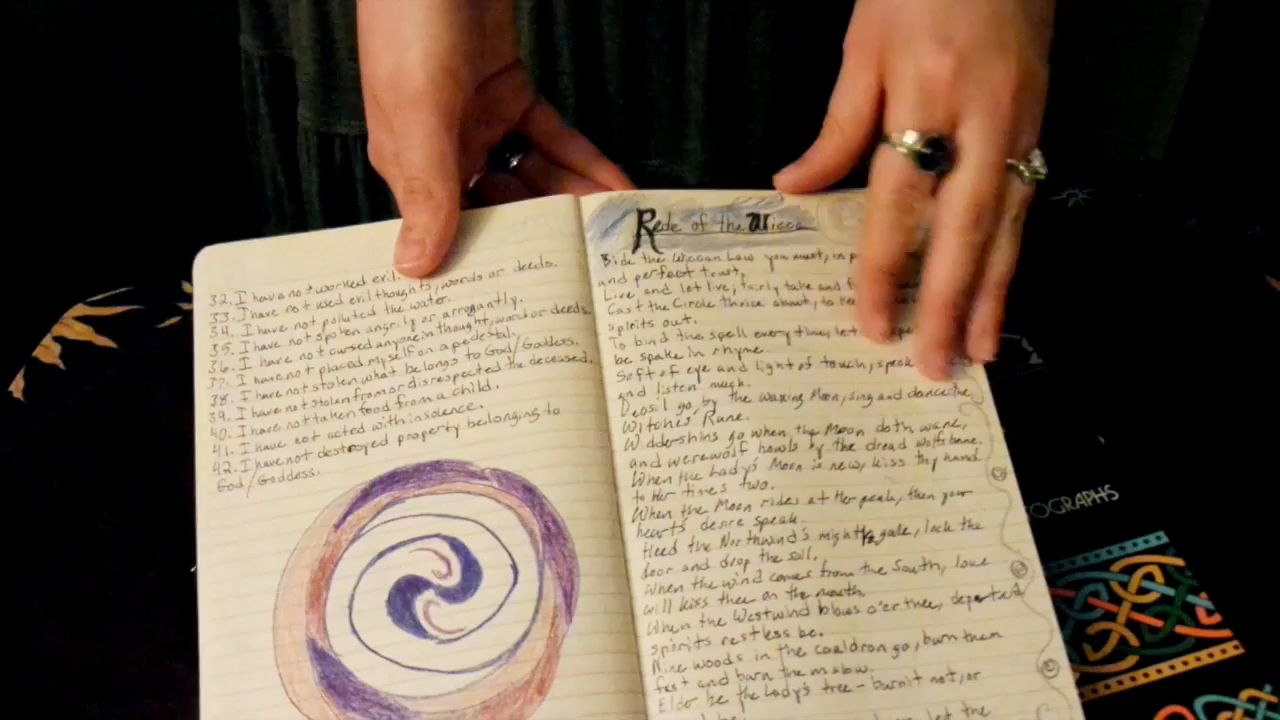 32. I have not worked evil.
33. I have not used evil thoughts, words or deeds.
34. I have not polluted the water.
35. I have not spoken angrily or arrogantly.
36. I have not cursed anyone in thought, word or deeds.
37. I have not placed myself on a pedestal.
38. I have not stolen what belongs to God/Goddess.
39. I have not stolen from or disrespected the deceased.
40. I have not taken food from a child.
41. I have not acted with insolence.
42. I have not destroyed property belonging to
God/Goddess.
Rede of the Wicca
Bide the Wiccan Law you must, in p
and perfect trust,
Live and let live, fairly take and f
Cast the Circle thrice about, to kee
spirits out.
To bind the spell every time, let
be spake in rhyme.
Soft of eye and light of touch, speak
and listen much.
Deosil go, by the waxing Moon, sing and dance the
Witches' Rune.
Widdershins go when the Moon doth wane,
and werewolf howls by the dread wolfsbane.
When the Lady's Moon is new, kiss thy hand
to Her times two.
When the Moon rides at Her peak, then your
heart's desire speak.
Heed the Northwind's mighty gale, lock the
door and drop the sail.
When the wind comes from the South, love
will kiss thee on the mouth.
When the Westwind blows o'er thee, departed
spirits restless be.
Nine woods in the cauldron go, burn them
fast and burn them slow.
Elder be the Lady's tree - burn it not, or
let the
OGRAPHS